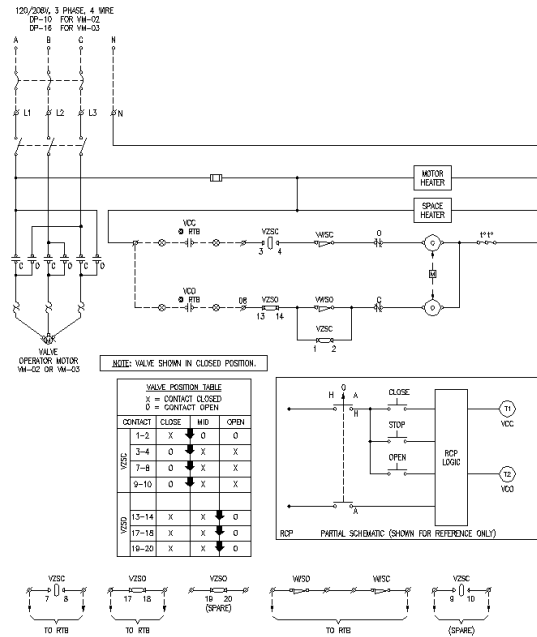 120/208V, 3 PHASE, 4 WIRE
DP-10 FOR VM-02
DP-16 FOR VM-03
A B C N
L1 L2 L3 N
MOTOR HEATER
SPACE HEATER
VCC
@ RTB
VZSC
3 4
WISC
O
t° t°
C O C O C O
M
VCO
@ RTB
08
VZSO
13 14
WISO
C
VZSC
1 2
VALVE
OPERATOR MOTOR
VM-02 OR VM-03
NOTE: VALVE SHOWN IN CLOSED POSITION.
VALVE POSITION TABLE
X = CONTACT CLOSED
O = CONTACT OPEN
CONTACT CLOSE MID OPEN
VZSC
1-2 X O O
3-4 O X X
7-8 O X X
9-10 O X X
VZSO
13-14 X X O
17-18 X X O
19-20 X X O
H O A
H
A
CLOSE
STOP
OPEN
RCP LOGIC
T1
VCC
T2
VCO
RCP PARTIAL SCHEMATIC (SHOWN FOR REFERENCE ONLY)
VZSC VZSO VZSO WISO WISC VZSC
7 8 17 18 19 20 9 10
TO RTB TO RTB (SPARE) TO RTB (SPARE)